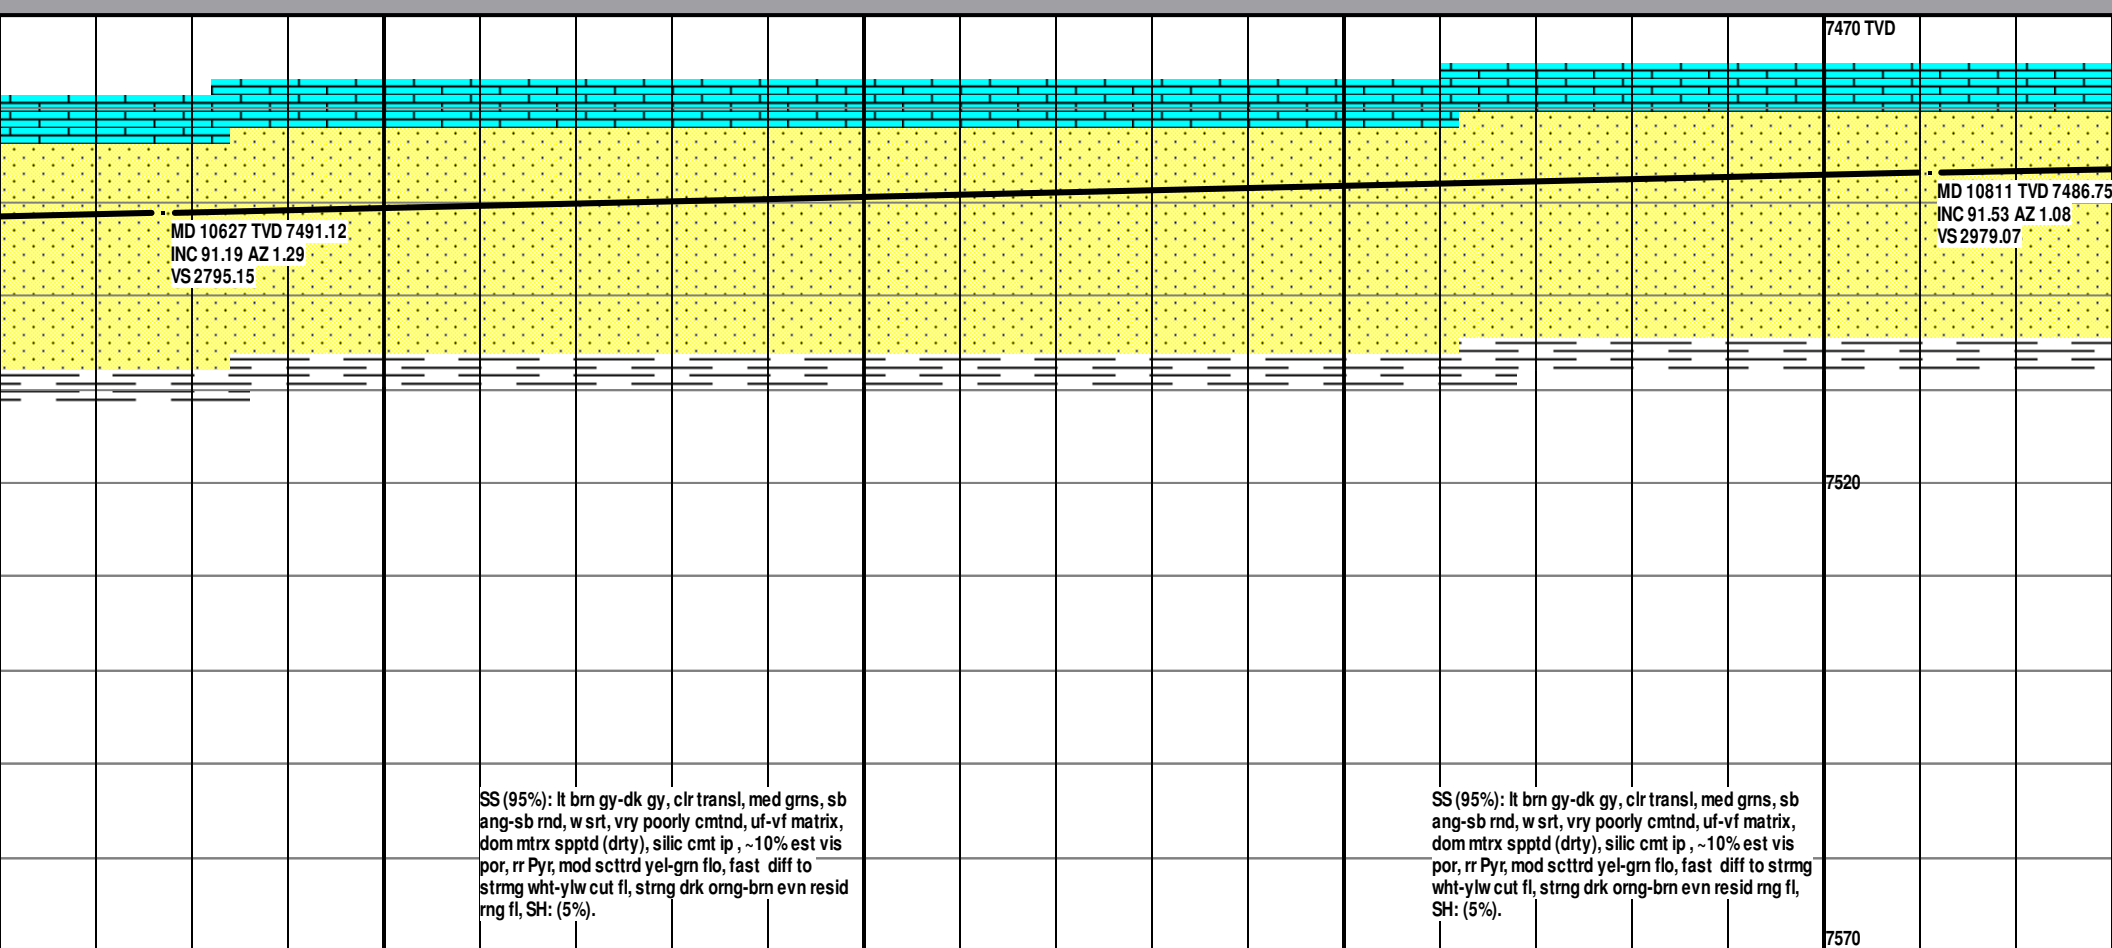 7470 TVD
MD 10811 TVD 7486.75
INC 91.53 AZ 1.08
VS 2979.07
MD 10627 TVD 7491.12
INC 91.19 AZ 1.29
VS 2795.15
7520
SS (95%): lt brn gy-dk gy, clr transl, med grns, sb
ang-sb rnd, w srt, vry poorly cmtnd, uf-vf matrix,
dom mtrx spptd (drty), silic cmt ip , ~10% est vis
por, rr Pyr, mod scttrd yel-grn flo, fast  diff to
strmg wht-ylw cut fl, strng drk orng-brn evn resid
rng fl, SH: (5%).
SS (95%): lt brn gy-dk gy, clr transl, med grns, sb
ang-sb rnd, w srt, vry poorly cmtnd, uf-vf matrix,
dom mtrx spptd (drty), silic cmt ip , ~10% est vis
por, rr Pyr, mod scttrd yel-grn flo, fast  diff to strmg
wht-ylw cut fl, strng drk orng-brn evn resid rng fl,
SH: (5%).
7570